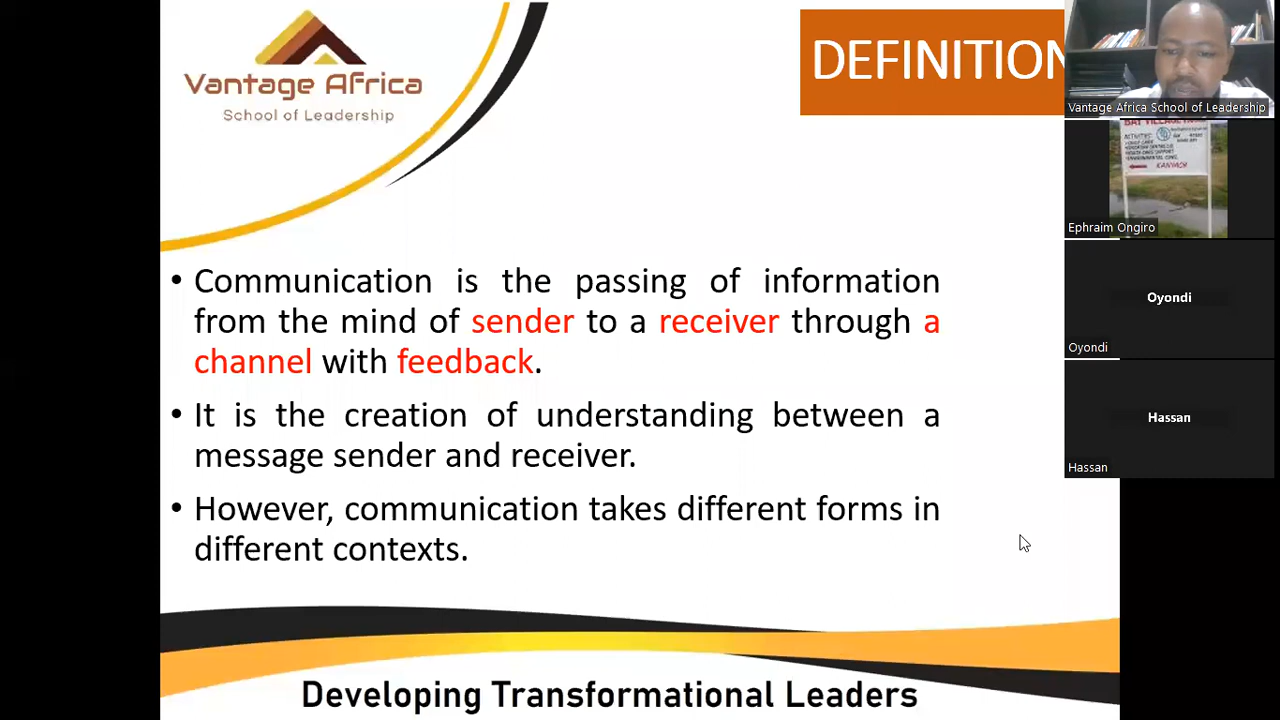 Vantage Africa
School of Leadership
DEFINITION
• Communication is the passing of information
from the mind of sender to a receiver through a
channel with feedback.
• It is the creation of understanding between a
message sender and receiver.
• However, communication takes different forms in
different contexts.
Developing Transformational Leaders
Vantage Africa School of Leadership
KANYACH
Ephraim Ongiro
Oyondi
Oyondi
Hassan
Hassan